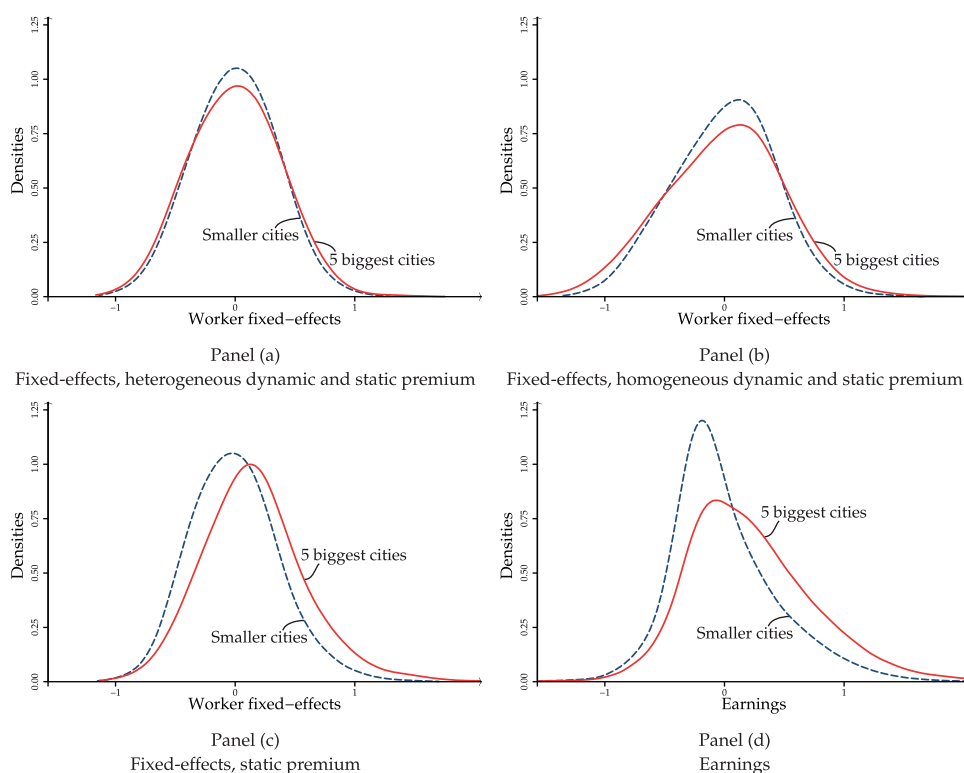 1.25
1.00
0.75
0.50
0.25
0.00
Densities
Smaller cities
5 biggest cities
−1
0
1
Worker fixed−effects
Panel (a)
Fixed-effects, heterogeneous dynamic and static premium
1.25
1.00
0.75
0.50
0.25
0.00
Densities
Smaller cities
5 biggest cities
−1
0
1
Worker fixed−effects
Panel (b)
Fixed-effects, homogeneous dynamic and static premium
1.25
1.00
0.75
0.50
0.25
0.00
Densities
5 biggest cities
Smaller cities
−1
0
1
Worker fixed−effects
Panel (c)
Fixed-effects, static premium
1.25
1.00
0.75
0.50
0.25
0.00
Densities
5 biggest cities
Smaller cities
−1
0
1
Earnings
Panel (d)
Earnings